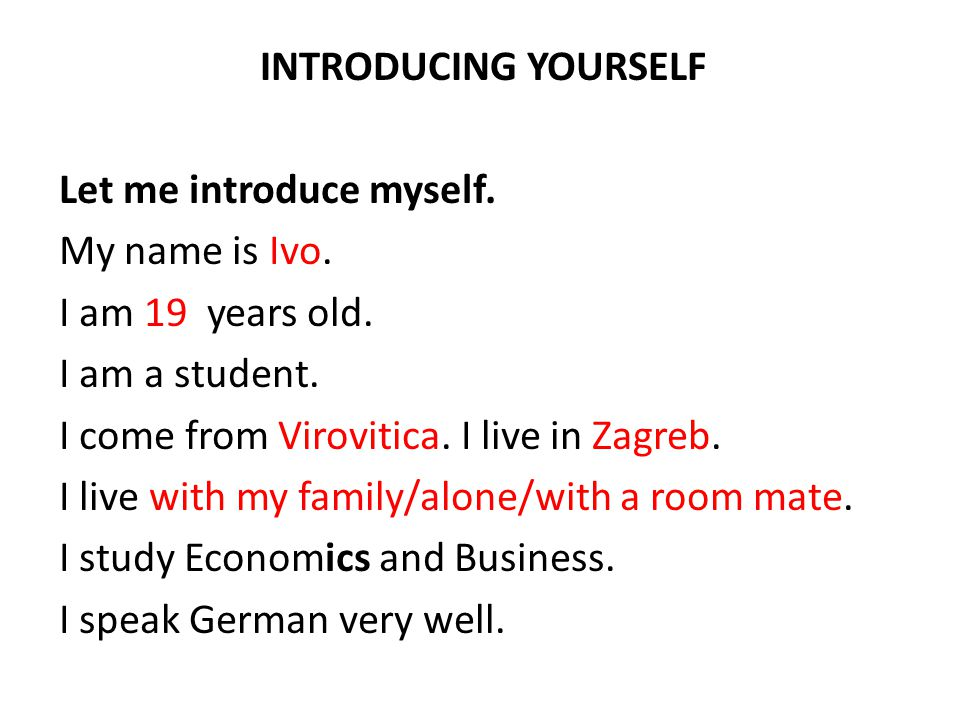 INTRODUCING YOURSELF
Let me introduce myself.
My name is Ivo.
I am 19  years old.
I am a student.
I come from Virovitica. I live in Zagreb.
I live with my family/alone/with a room mate.
I study Economics and Business.
I speak German very well.